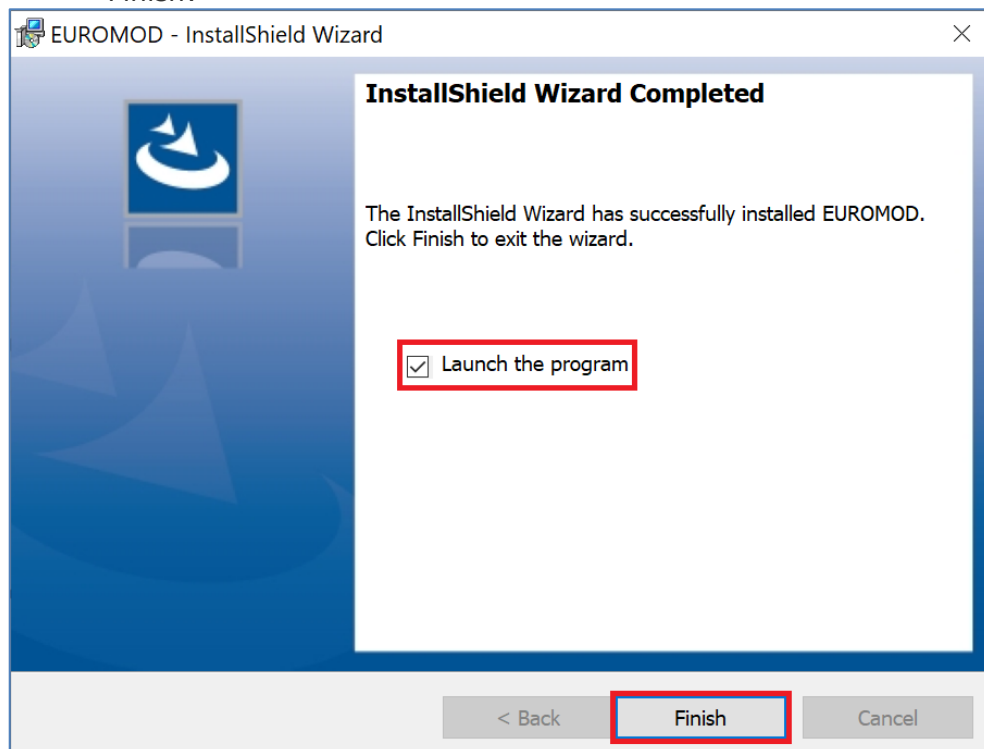 EUROMOD - InstallShield Wizard
InstallShield Wizard Completed
The InstallShield Wizard has successfully installed EUROMOD.
Click Finish to exit the wizard.
Launch the program
< Back
Finish
Cancel